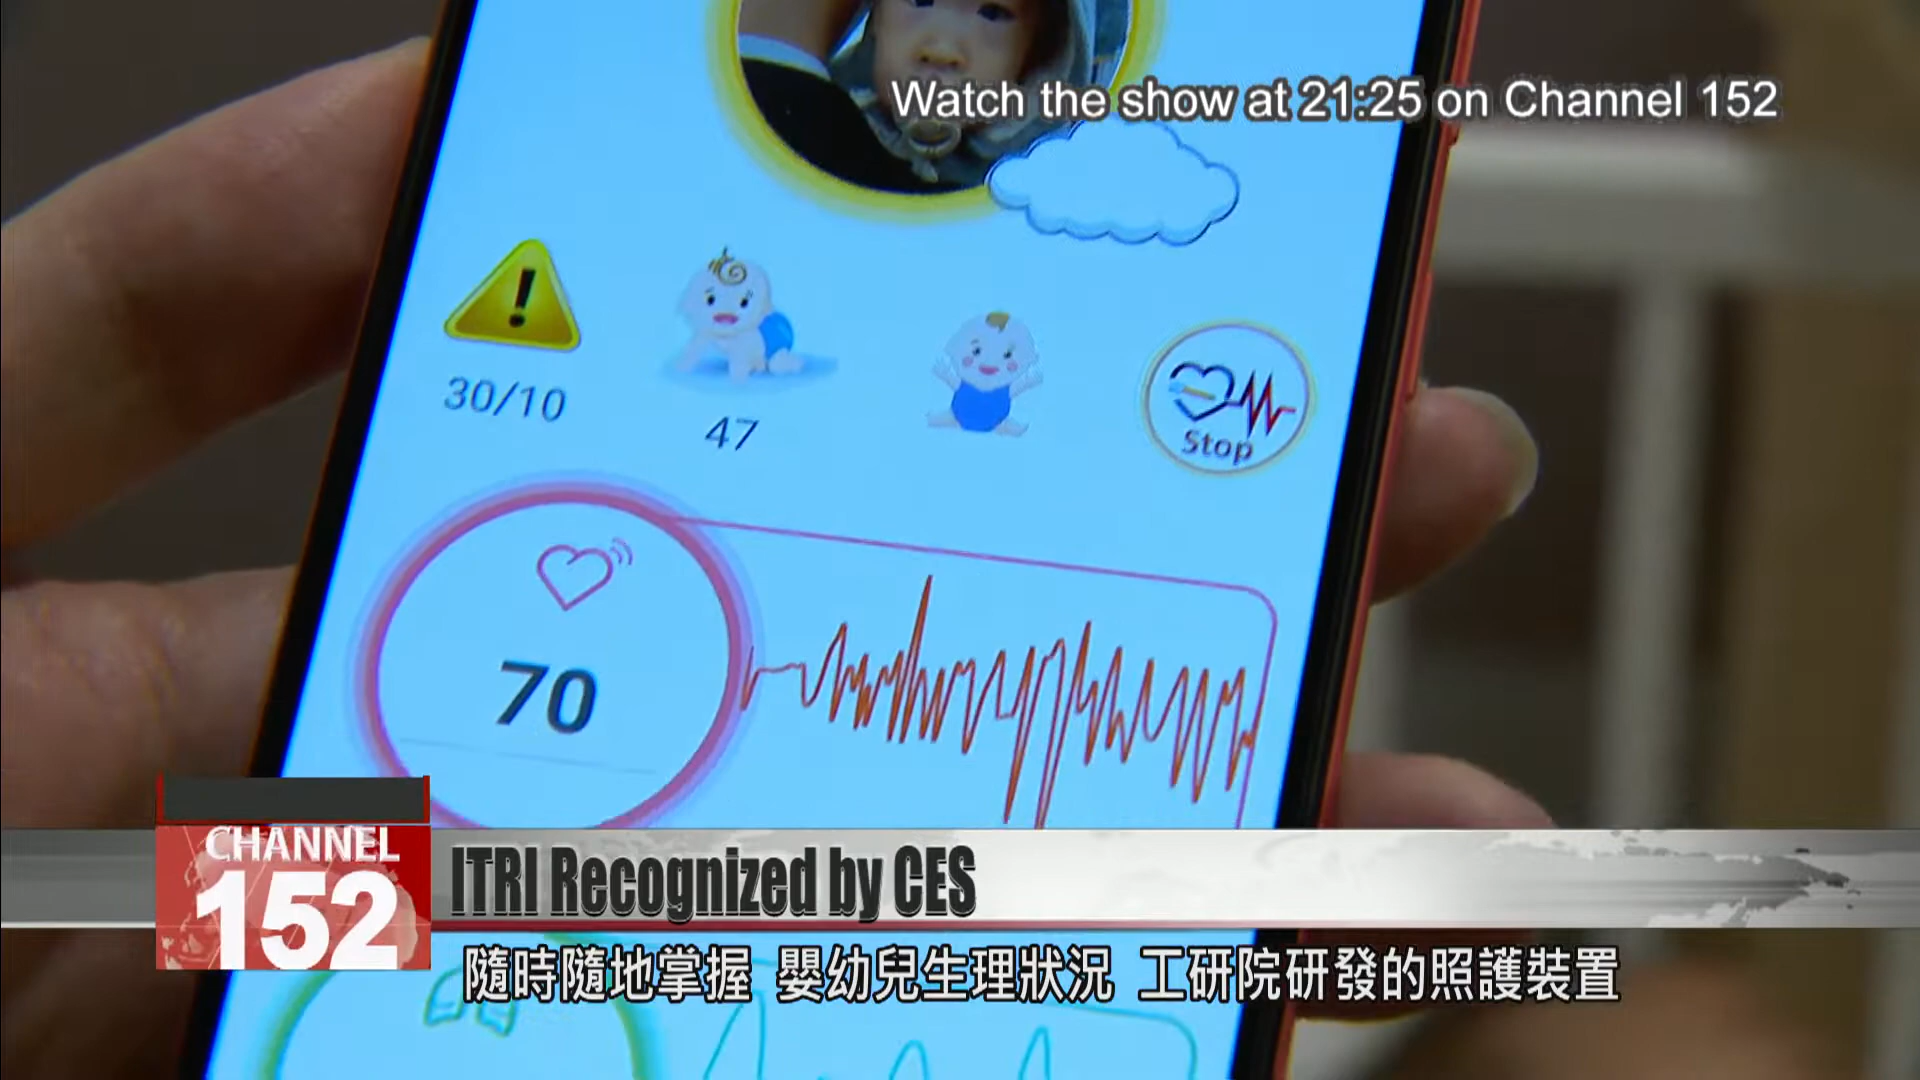 Watch the show at 21:25 on Channel 152
30/10
47
Stop
70
CHANNEL
152
ITRI Recognized by CES
隨時隨地掌握 嬰幼兒生理狀況 工研院研發的照護裝置